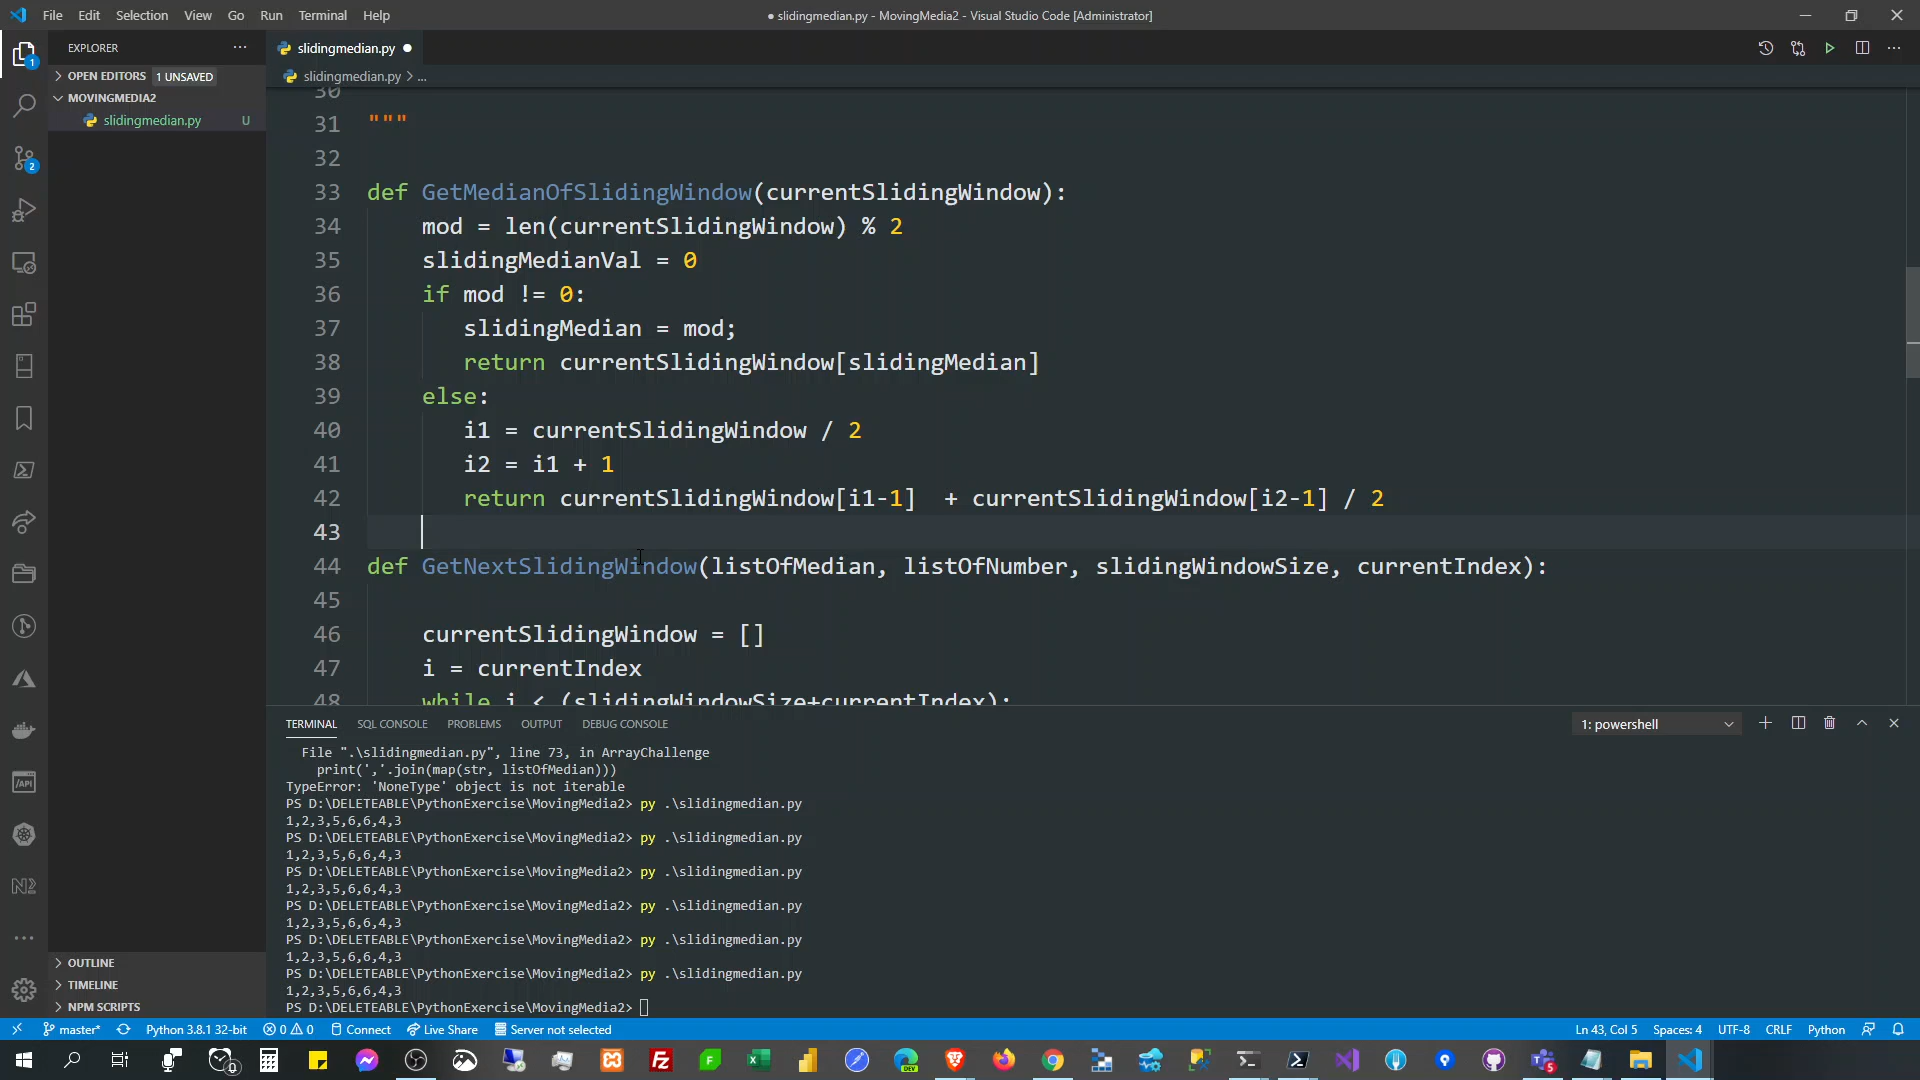 File Edit Selection View Go Run Terminal Help
● slidingmedian.py - MovingMedia2 - Visual Studio Code [Administrator]
EXPLORER
slidingmedian.py
OPEN EDITORS 1 UNSAVED
slidingmedian.py > ...
MOVINGMEDIA2
slidingmedian.py U
30
31 """
32
33 def GetMedianOfSlidingWindow(currentSlidingWindow):
34 mod = len(currentSlidingWindow) % 2
35 slidingMedianVal = 0
36 if mod != 0:
37 slidingMedian = mod;
38 return currentSlidingWindow[slidingMedian]
39 else:
40 i1 = currentSlidingWindow / 2
41 i2 = i1 + 1
42 return currentSlidingWindow[i1-1]  + currentSlidingWindow[i2-1] / 2
43
44 def GetNextSlidingWindow(listOfMedian, listOfNumber, slidingWindowSize, currentIndex):
45
46 currentSlidingWindow = []
47 i = currentIndex
48 while i < (slidingWindowSize+currentIndex):
TERMINAL SQL CONSOLE PROBLEMS OUTPUT DEBUG CONSOLE 1: powershell
File ".\slidingmedian.py", line 73, in ArrayChallenge
print(','.join(map(str, listOfMedian)))
TypeError: 'NoneType' object is not iterable
PS D:\DELETEABLE\PythonExercise\MovingMedia2> py .\slidingmedian.py
1,2,3,5,6,6,4,3
PS D:\DELETEABLE\PythonExercise\MovingMedia2> py .\slidingmedian.py
1,2,3,5,6,6,4,3
PS D:\DELETEABLE\PythonExercise\MovingMedia2> py .\slidingmedian.py
1,2,3,5,6,6,4,3
PS D:\DELETEABLE\PythonExercise\MovingMedia2> py .\slidingmedian.py
1,2,3,5,6,6,4,3
PS D:\DELETEABLE\PythonExercise\MovingMedia2> py .\slidingmedian.py
1,2,3,5,6,6,4,3
PS D:\DELETEABLE\PythonExercise\MovingMedia2> py .\slidingmedian.py
1,2,3,5,6,6,4,3
PS D:\DELETEABLE\PythonExercise\MovingMedia2>
OUTLINE
TIMELINE
NPM SCRIPTS
master* Python 3.8.1 32-bit 0 0 Connect Live Share Server not selected Ln 43, Col 5 Spaces: 4 UTF-8 CRLF Python